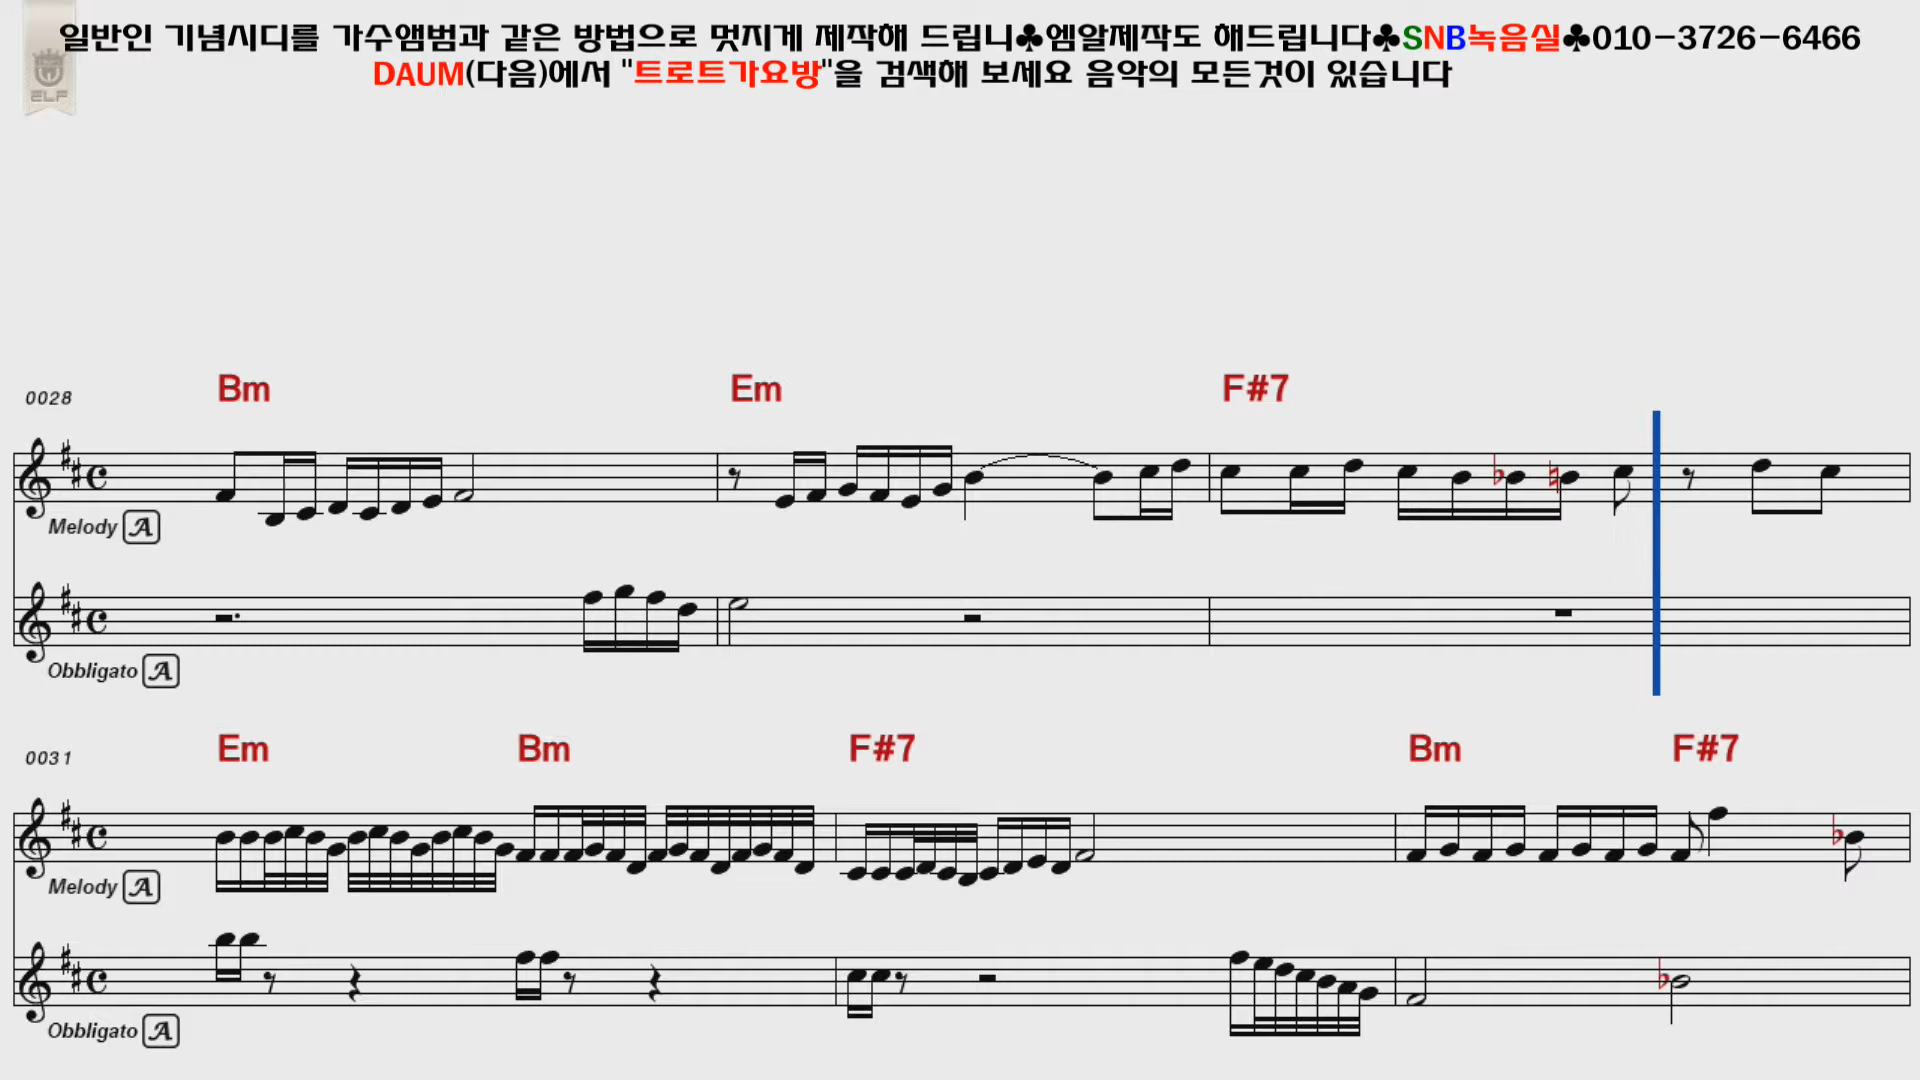 일반인 기념시디를 가수앨범과 같은 방법으로 멋지게 제작해 드립니♣엠알제작도 해드립니다♣SNB녹음실♣010-3726-6466
DAUM(다음)에서 "트로트가요방"을 검색해 보세요 음악의 모든것이 있습니다
ELF
0028 Bm Em F#7
Melody A
Obbligato A
0031 Em Bm F#7 Bm F#7
Melody A
Obbligato A